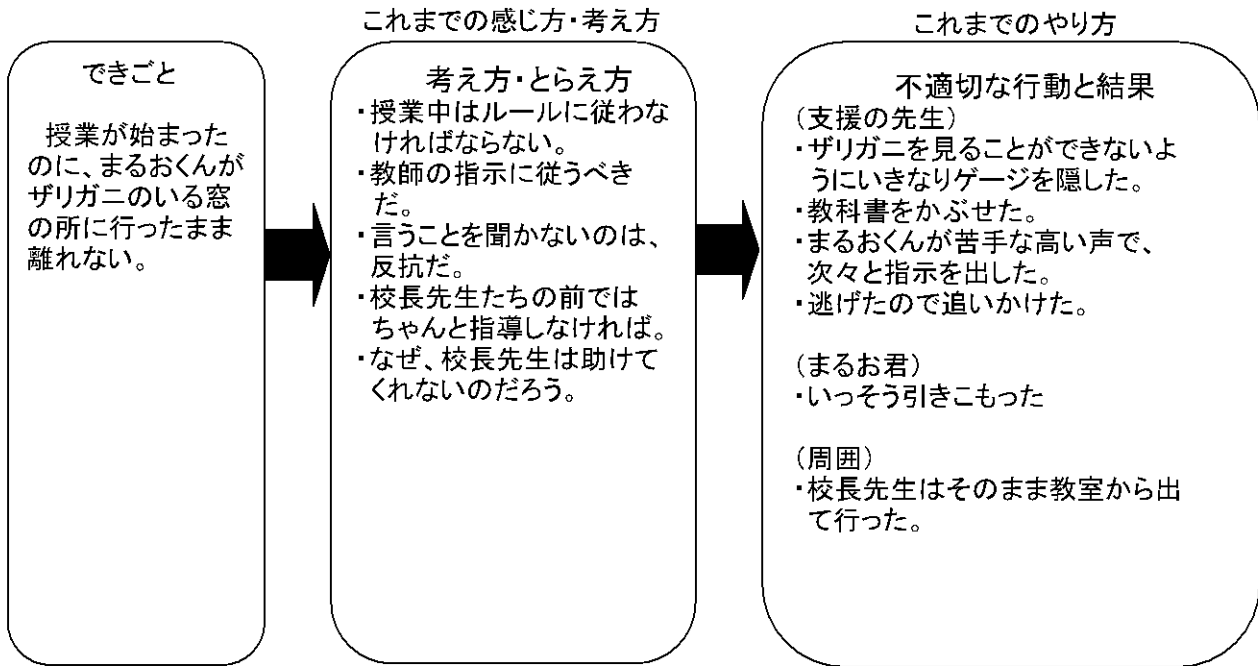 これまでの感じ方・考え方
これまでのやり方
できごと
授業が始まった
のに、まるおくんが
ザリガニのいる窓
の所に行ったまま
離れない。
考え方・とらえ方
・授業中はルールに従わな
ければならない。
・教師の指示に従うべき
だ。
・言うことを聞かないのは、
反抗だ。
・校長先生たちの前では
ちゃんと指導しなければ。
・なぜ、校長先生は助けて
くれないのだろう。
不適切な行動と結果
(支援の先生)
・ザリガニを見ることができないよ
うにいきなりゲージを隠した。
・教科書をかぶせた。
・まるおくんが苦手な高い声で、
次々と指示を出した。
・逃げたので追いかけた。
(まるお君)
・いっそう引きこもった
(周囲)
・校長先生はそのまま教室から出
て行った。